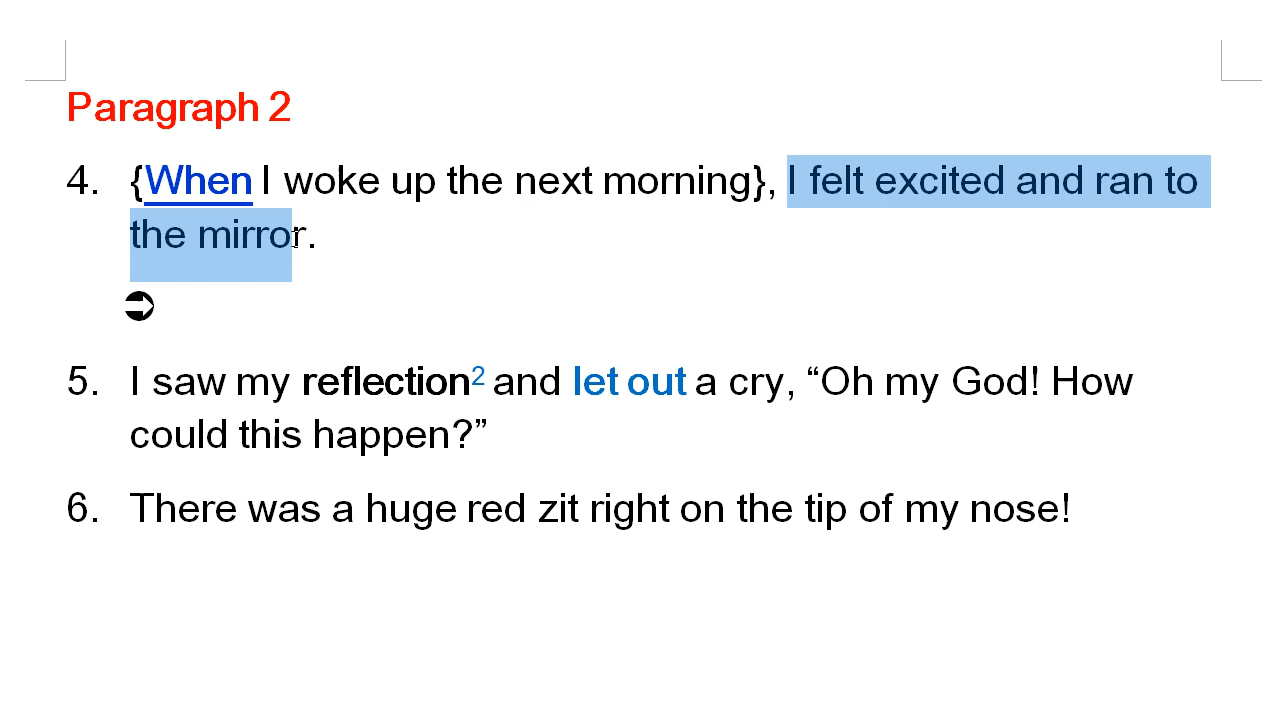 Paragraph 2
4. {When I woke up the next morning}, I felt excited and ran to
the mirror.
➲
5. I saw my reflection² and let out a cry, “Oh my God! How
could this happen?”
6. There was a huge red zit right on the tip of my nose!